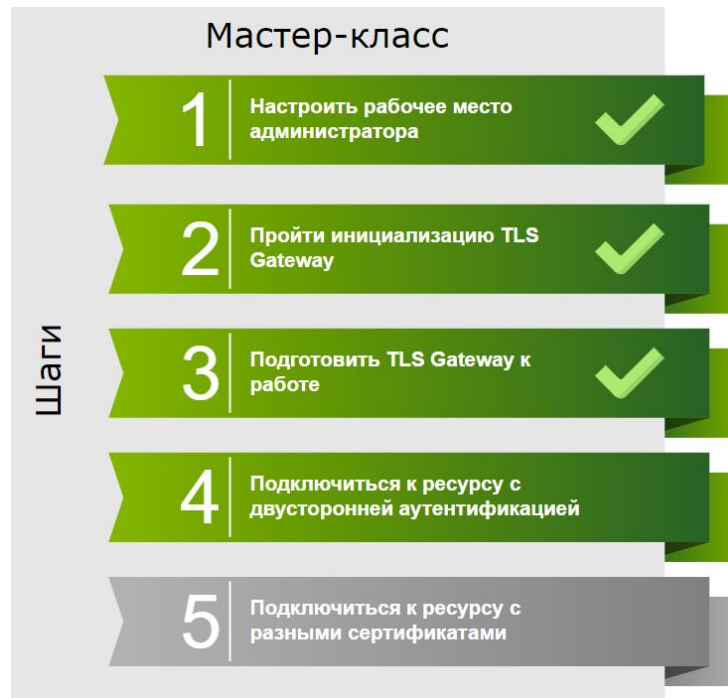 Мастер-класс
Шаги
1
Настроить рабочее место
администратора
2
Пройти инициализацию TLS
Gateway
3
Подготовить TLS Gateway к
работе
4
Подключиться к ресурсу с
двусторонней аутентификацией
5
Подключиться к ресурсу с
разными сертификатами